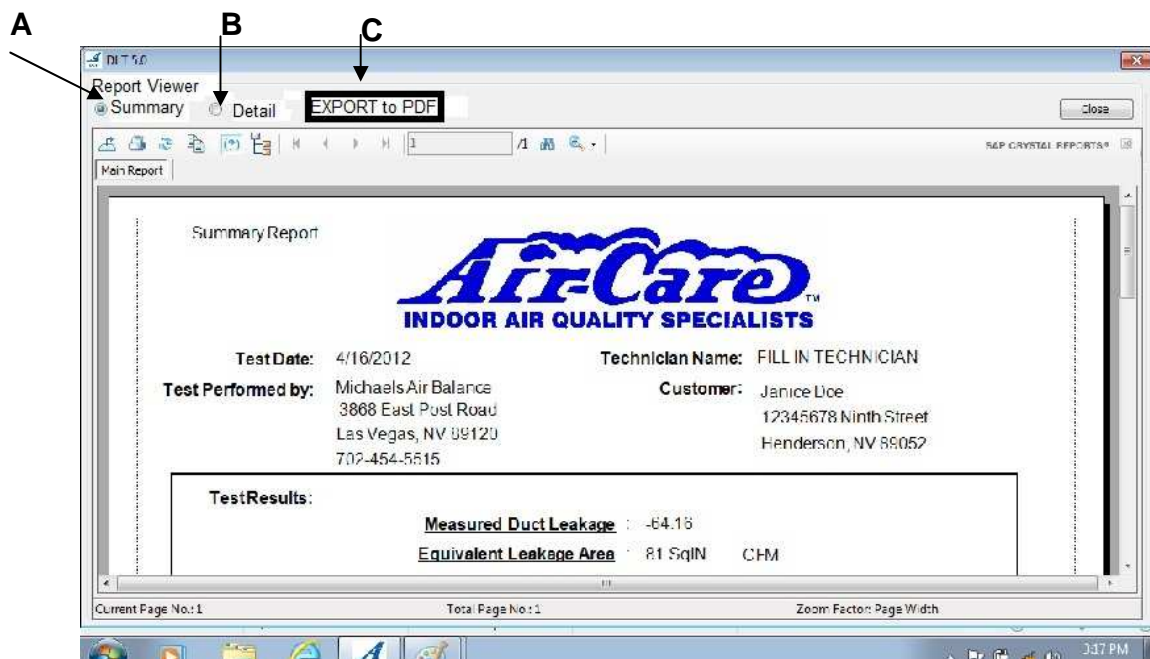 A B C
DLT 5.0
Report Viewer
Summary Detail EXPORT to PDF Close
1 /1 SAP CRYSTAL REPORTS®
Main Report
Summary Report
Air-Care TM
INDOOR AIR QUALITY SPECIALISTS
Test Date: 4/16/2012 Technician Name: FILL IN TECHNICIAN
Test Performed by: Michaels Air Balance Customer: Janice Doe
3868 East Post Road 12345678 Ninth Street
Las Vegas, NV 89120 Henderson, NV 89052
702-454-5515
Test Results:
Measured Duct Leakage : -64.16
Equivalent Leakage Area : 81 SqIN CFM
Current Page No.: 1 Total Page No.: 1 Zoom Factor: Page Width
3:17 PM